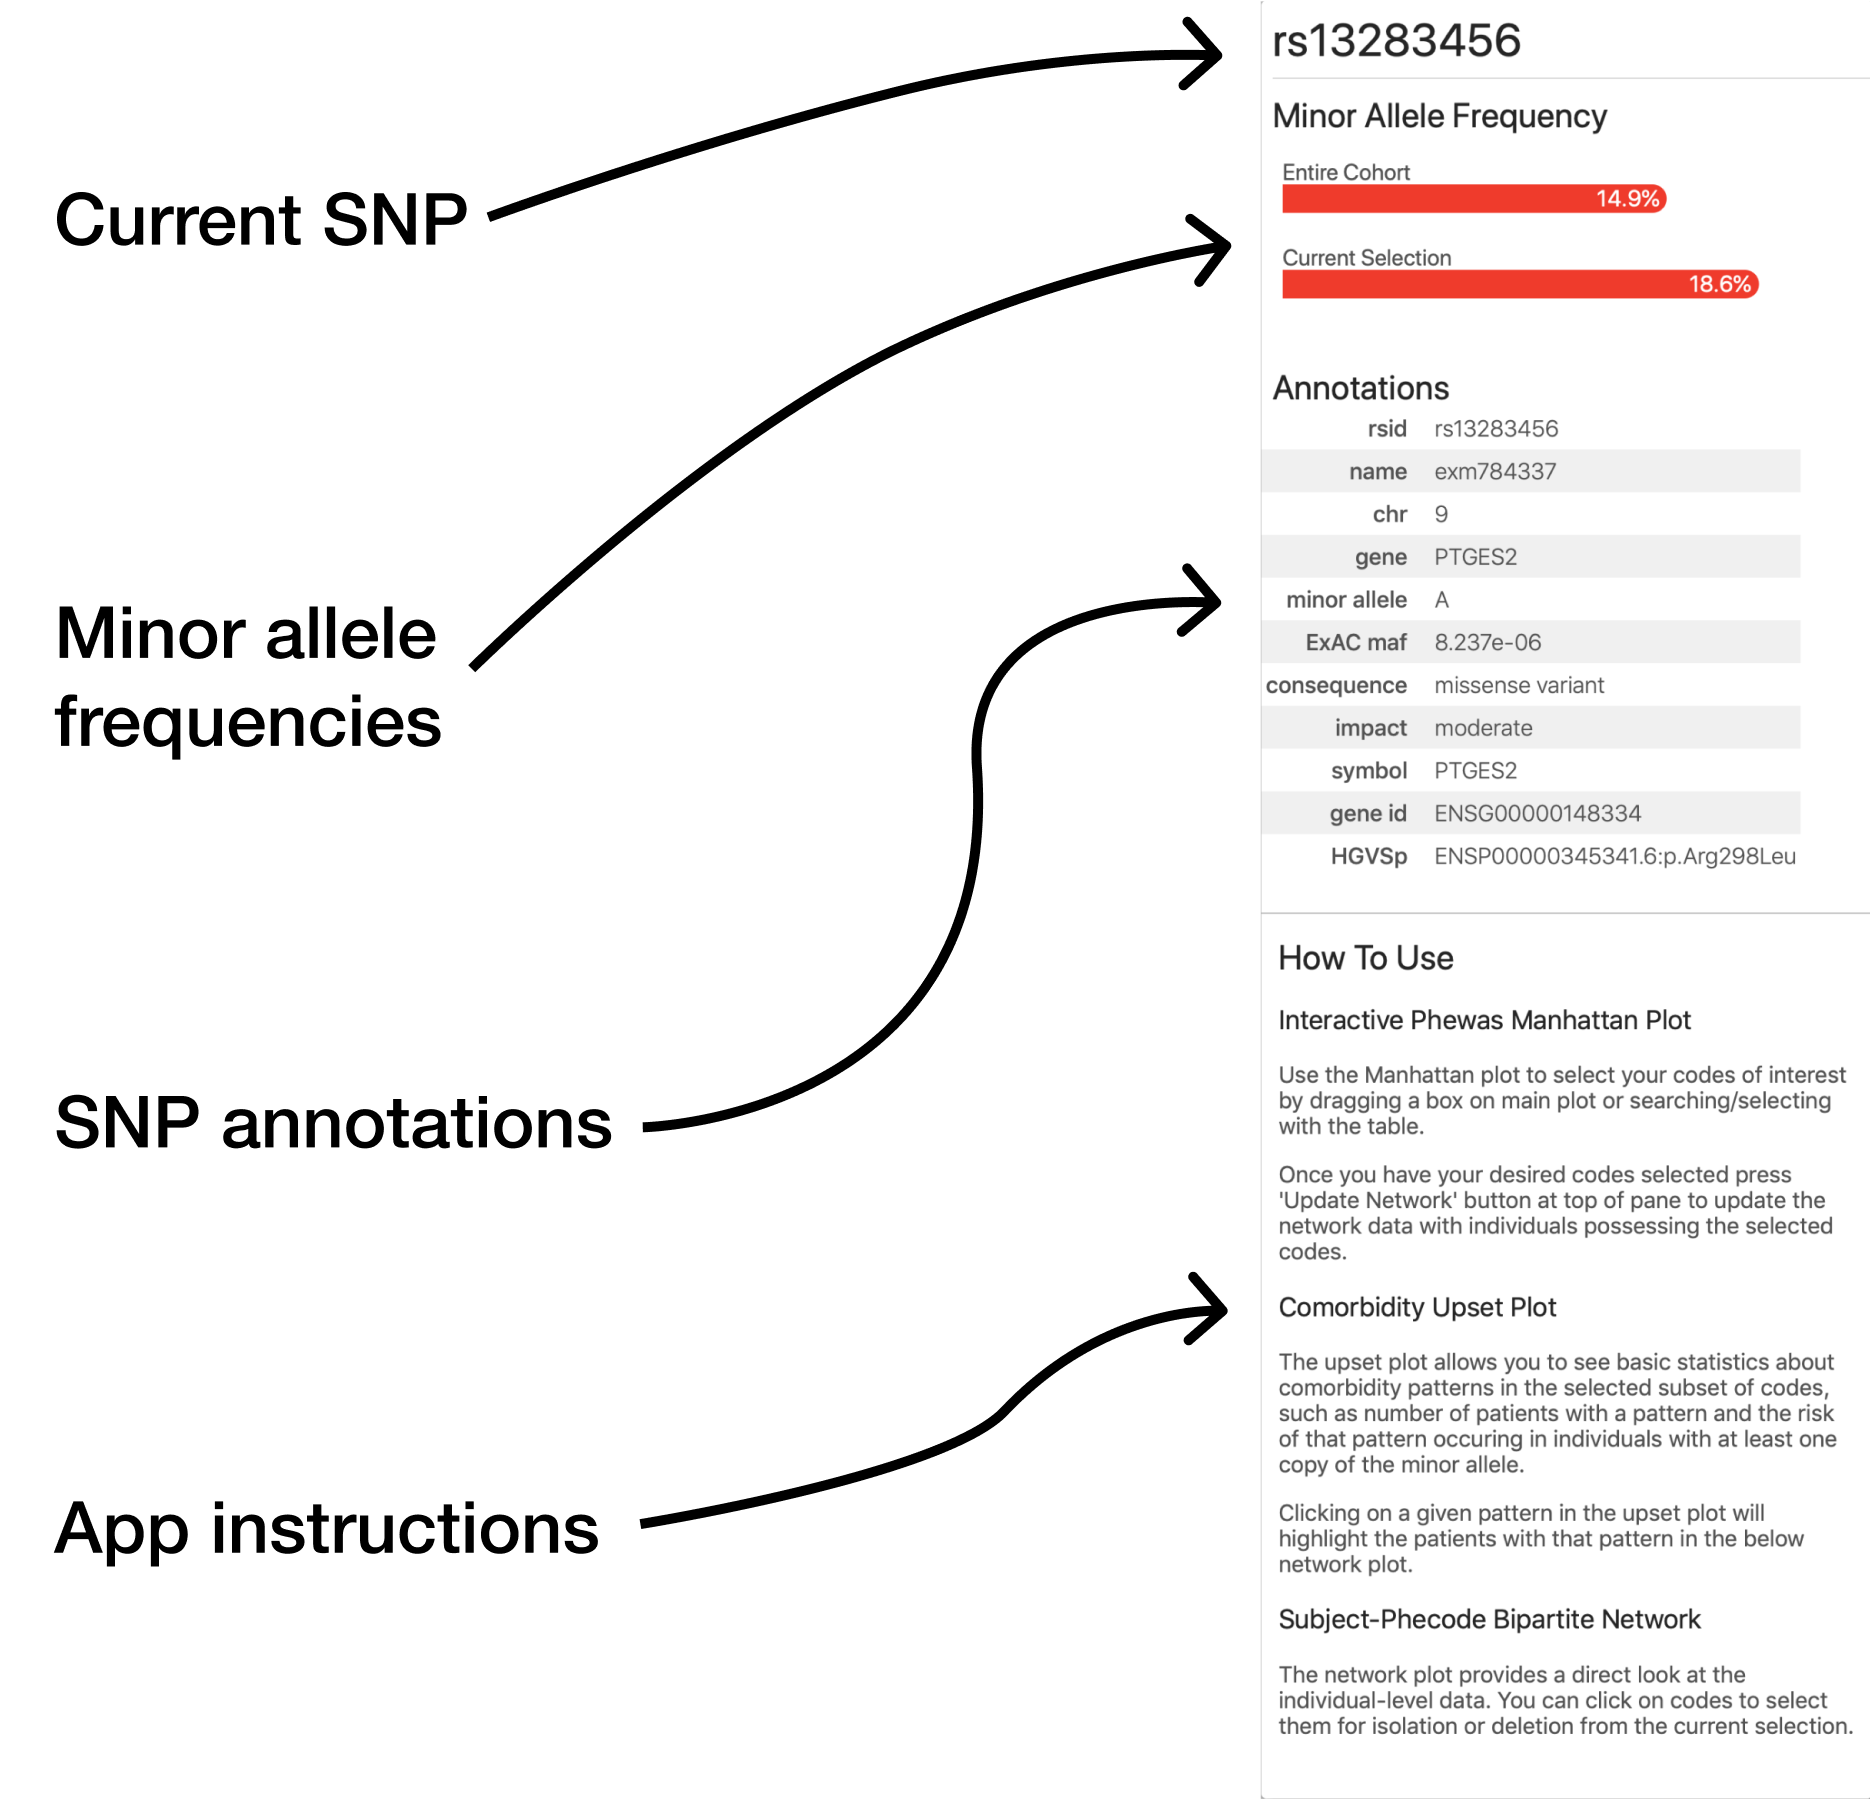 Current SNP
Minor allele
frequencies
SNP annotations
App instructions
rs13283456
Minor Allele Frequency
Entire Cohort
14.9%
Current Selection
18.6%
Annotations
rsid rs13283456
name exm784337
chr 9
gene PTGES2
minor allele A
ExAC maf 8.237e-06
consequence missense variant
impact moderate
symbol PTGES2
gene id ENSG00000148334
HGVSp ENSP00000345341.6:p.Arg298Leu
How To Use
Interactive Phewas Manhattan Plot
Use the Manhattan plot to select your codes of interest
by dragging a box on main plot or searching/selecting
with the table.
Once you have your desired codes selected press
'Update Network' button at top of pane to update the
network data with individuals possessing the selected
codes.
Comorbidity Upset Plot
The upset plot allows you to see basic statistics about
comorbidity patterns in the selected subset of codes,
such as number of patients with a pattern and the risk
of that pattern occuring in individuals with at least one
copy of the minor allele.
Clicking on a given pattern in the upset plot will
highlight the patients with that pattern in the below
network plot.
Subject-Phecode Bipartite Network
The network plot provides a direct look at the
individual-level data. You can click on codes to select
them for isolation or deletion from the current selection.